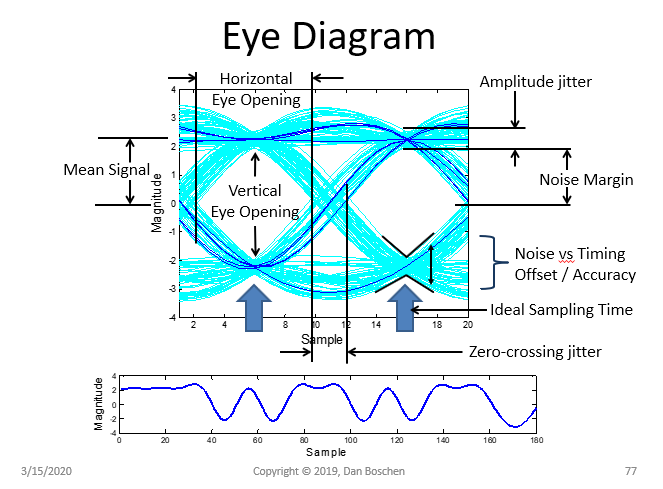 Eye Diagram
Horizontal
Eye Opening
Amplitude jitter
Mean Signal
Vertical
Eye Opening
Noise Margin
Noise vs Timing
Offset / Accuracy
Ideal Sampling Time
Zero-crossing jitter
Magnitude
4
3
2
1
0
-1
-2
-3
-4
2 4 8 10 12 14 18 20
Sample
Magnitude
4
2
0
-2
-4
0 20 40 60 80 100 120 140 160 180
Sample
3/15/2020
Copyright © 2019, Dan Boschen
77